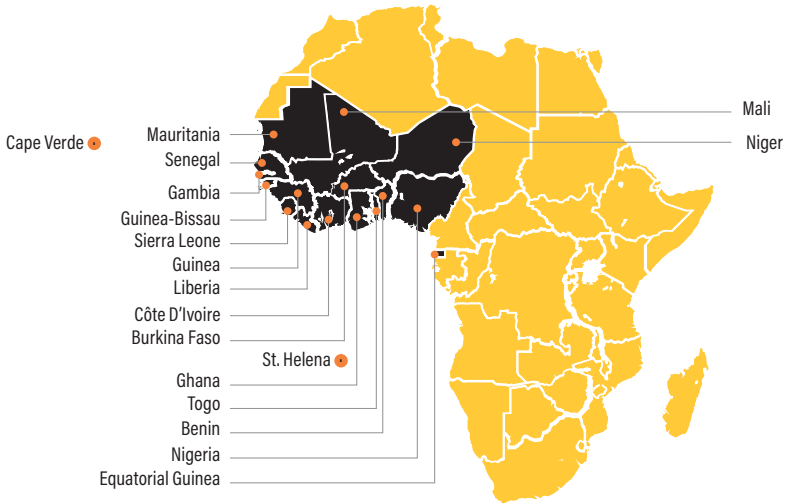 Mali
Cape Verde
Mauritania
Niger
Senegal
Gambia
Guinea-Bissau
Sierra Leone
Guinea
Liberia
Côte D'Ivoire
Burkina Faso
St. Helena
Ghana
Togo
Benin
Nigeria
Equatorial Guinea